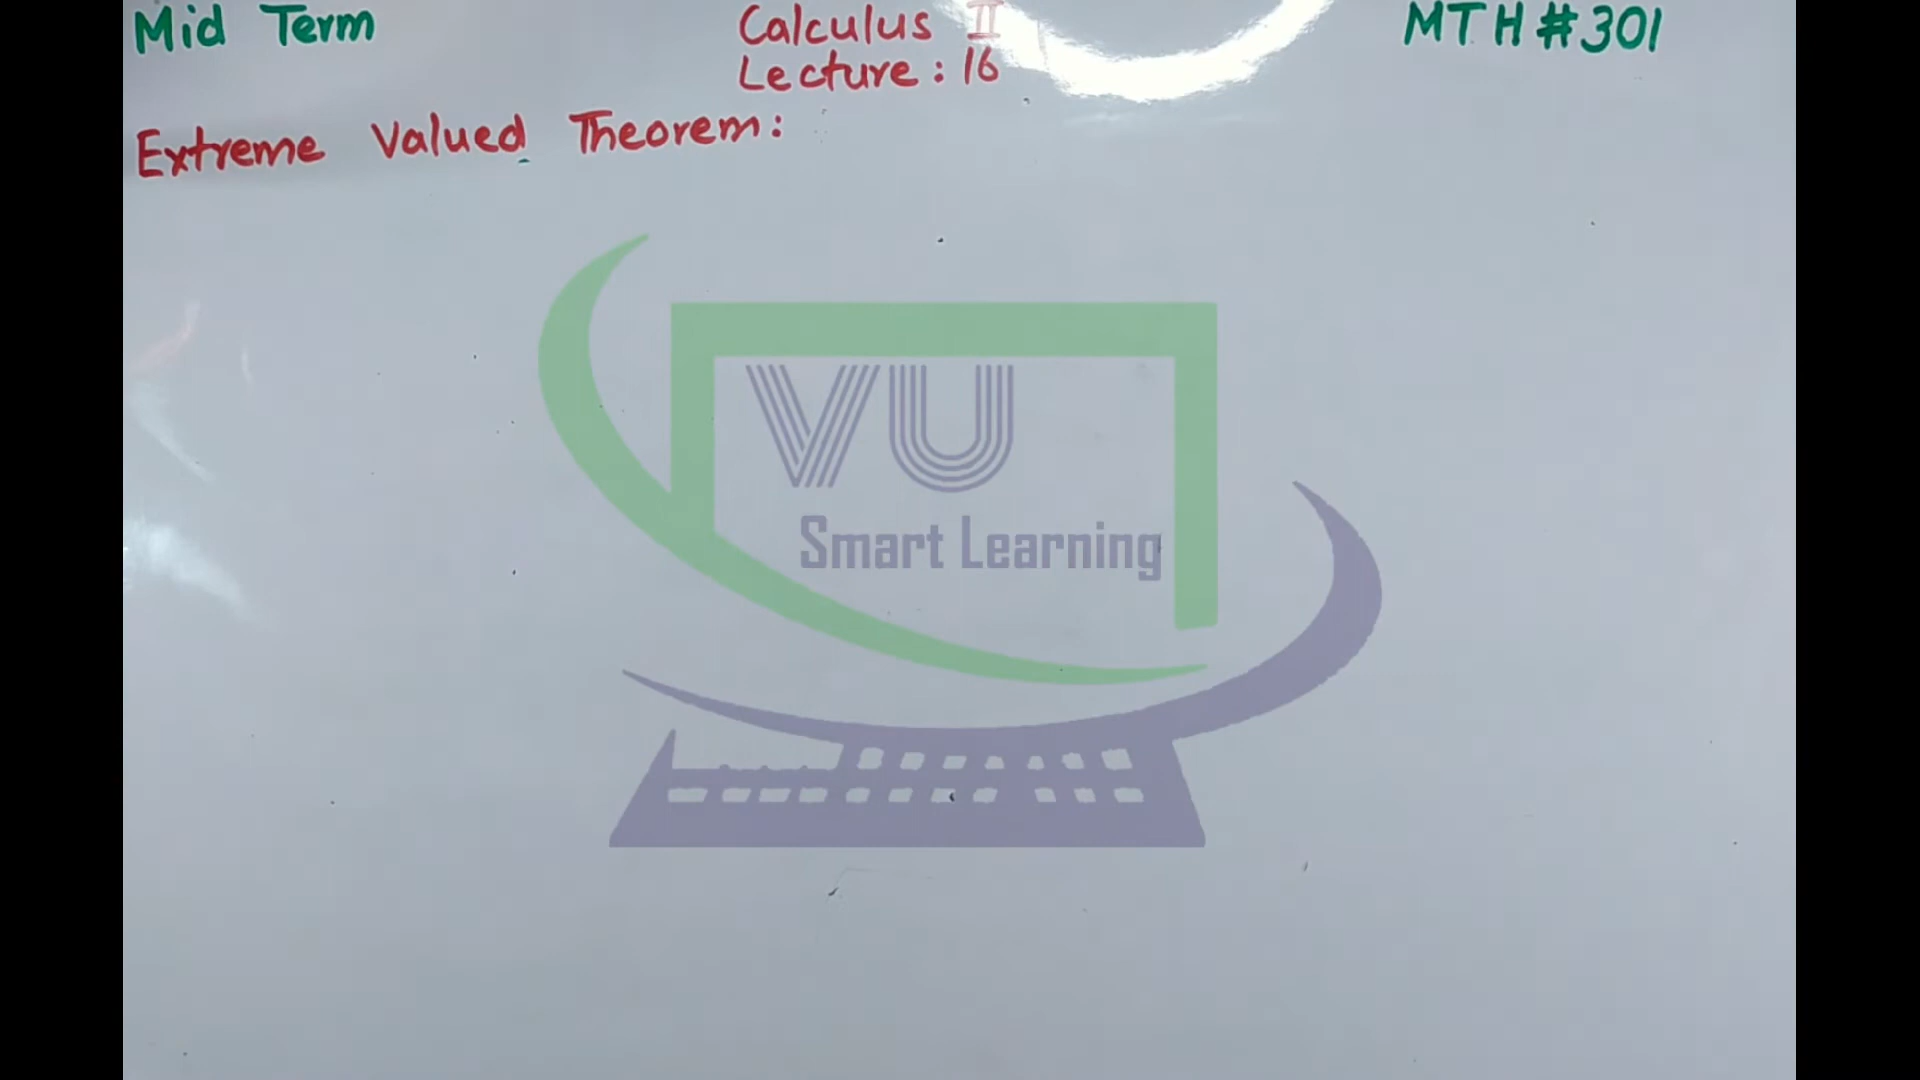 Mid Term
Calculus II
MTH#301
Lecture: 16
Extreme Valued Theorem:
VU
Smart Learning